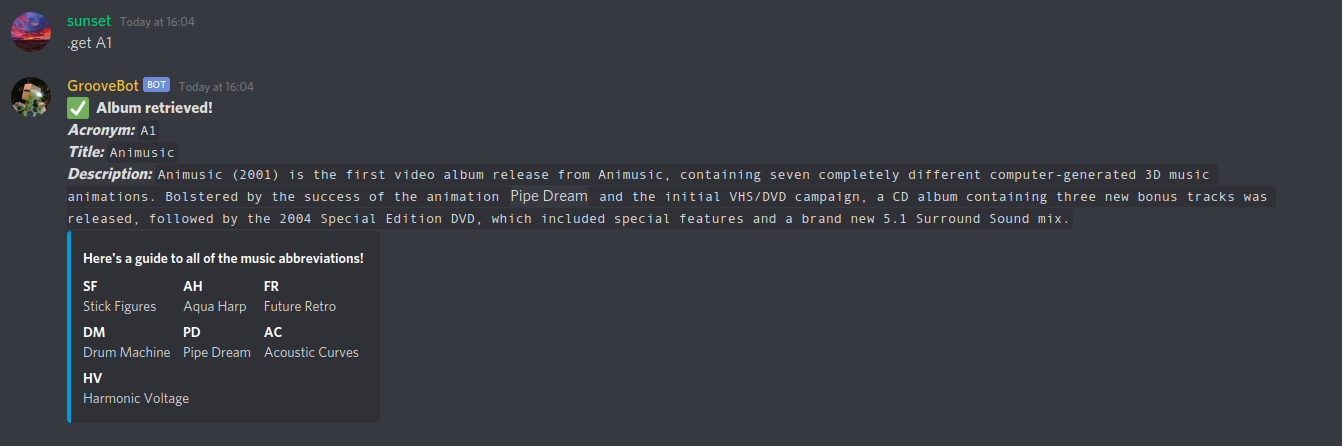 sunset Today at 16:04
.get A1
GrooveBot BOT Today at 16:04
Album retrieved!
Acronym: A1
Title: Animusic
Description: Animusic (2001) is the first video album release from Animusic, containing seven completely different computer-generated 3D music
animations. Bolstered by the success of the animation Pipe Dream and the initial VHS/DVD campaign, a CD album containing three new bonus tracks was
released, followed by the 2004 Special Edition DVD, which included special features and a brand new 5.1 Surround Sound mix.
Here's a guide to all of the music abbreviations!
SF AH FR
Stick Figures Aqua Harp Future Retro
DM PD AC
Drum Machine Pipe Dream Acoustic Curves
HV
Harmonic Voltage